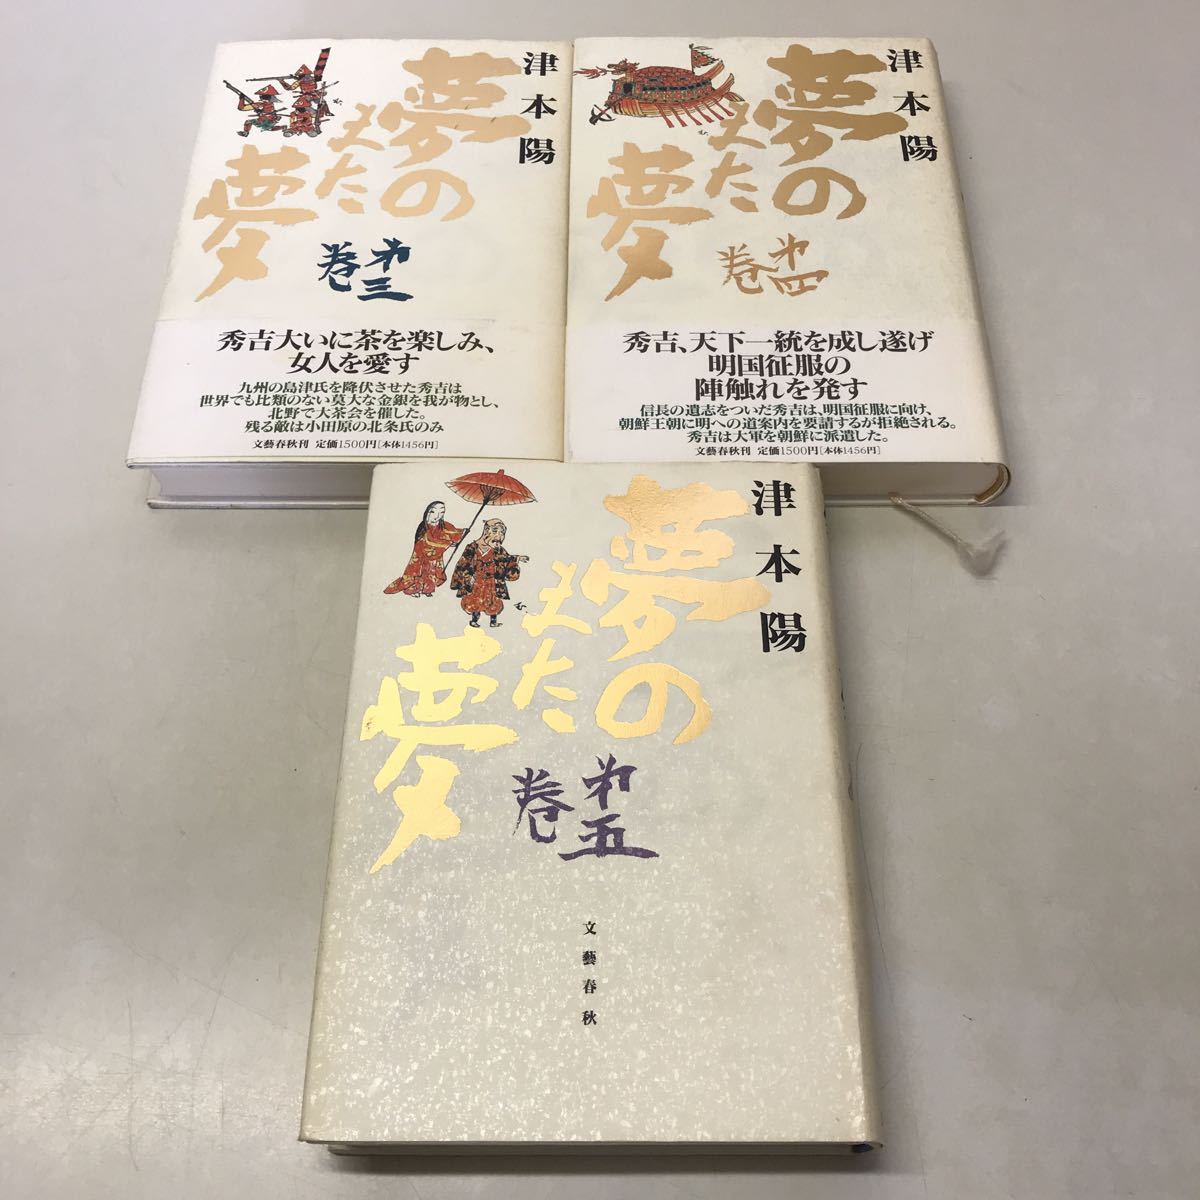 津本陽
夢の
また
夢
第三
巻
秀吉大いに茶を楽しみ、
女人を愛す
九州の島津氏を降伏させた秀吉は
世界でも比類のない莫大な金銀を我が物とし、
北野で大茶会を催した。
残る敵は小田原の北条氏のみ
文藝春秋刊 定価1500円[本体1456円]
津本陽
夢の
また
夢
第四
巻
秀吉、天下一統を成し遂げ
明国征服の
陣触れを発す
信長の遺志をついだ秀吉は、明国征服に向け、
朝鮮王朝に明への道案内を要請するが拒絶される。
秀吉は大軍を朝鮮に派遣した。
文藝春秋刊 定価1500円[本体1456円]
津本陽
夢の
また
夢
第五
巻
文藝春秋